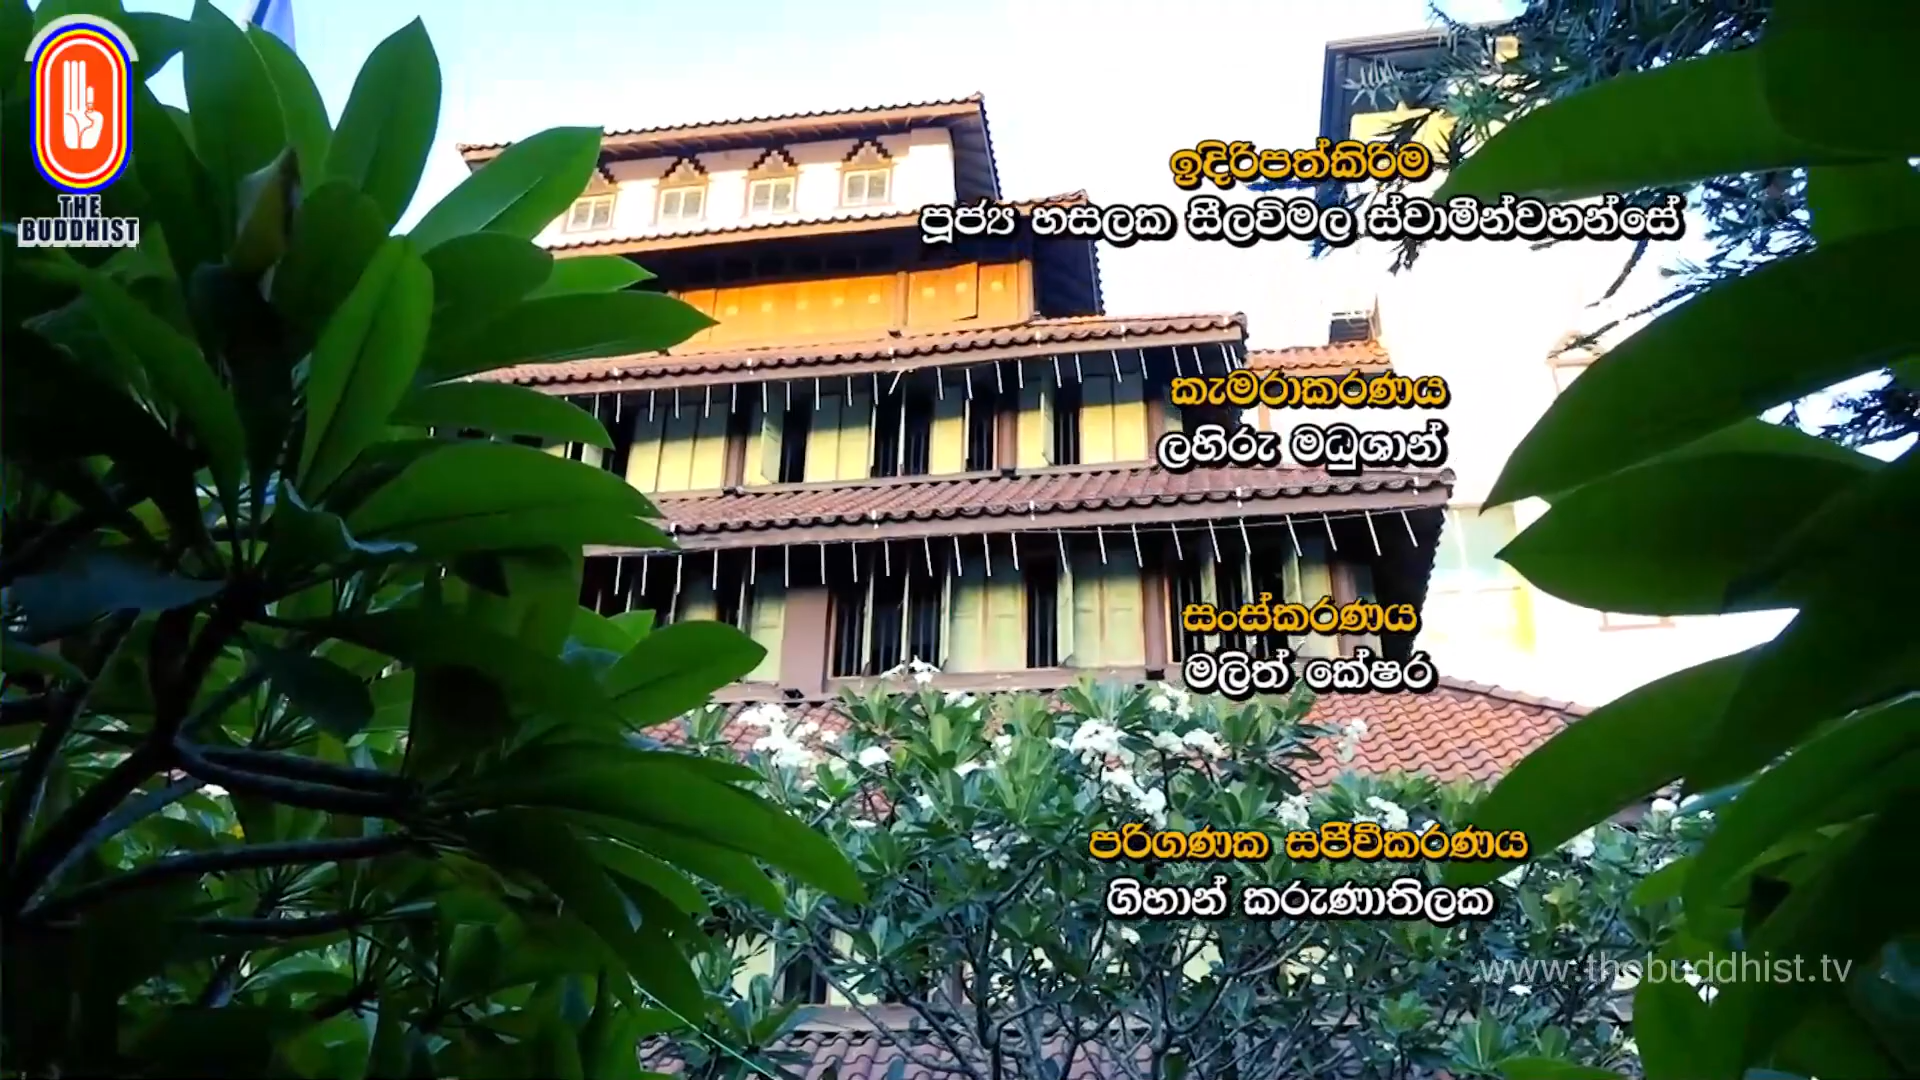 THE
BUDDHIST
ඉදිරිපත්කිරිම
පූජ්‍ය හසලක සීලවිමල ස්වාමීන්වහන්සේ
කැමරාකරණය
ලහිරු මධුශාන්
සංස්කරණය
මලිත් කේෂර
පරිගණක සජීවීකරණය
ගිහාන් කරුණාතිලක
www.thebuddhist.tv